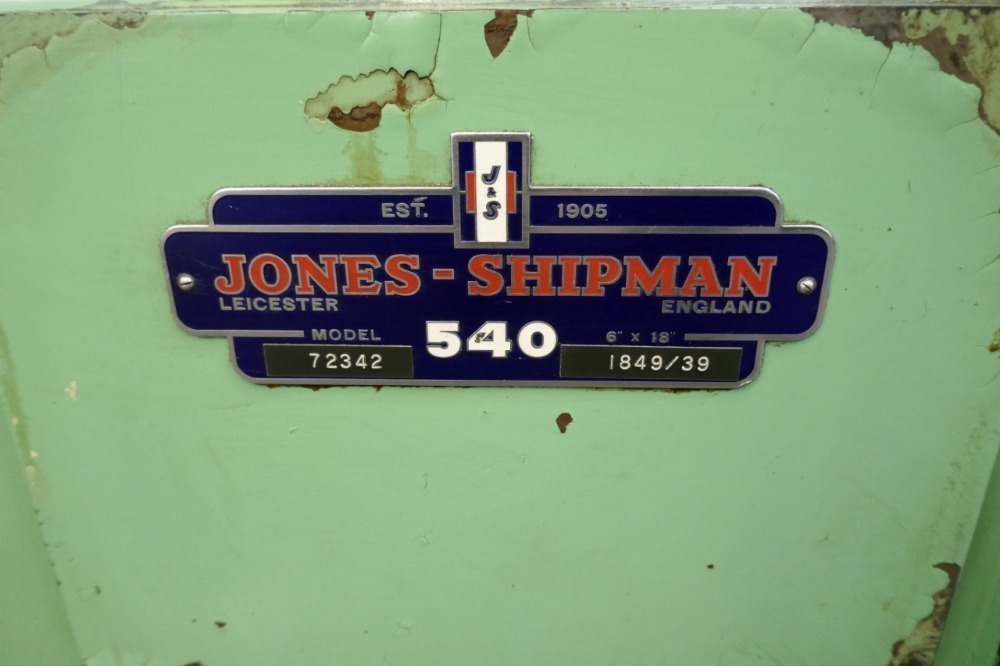 J
&
S
EST. 1905
JONES - SHIPMAN
LEICESTER ENGLAND
MODEL 540 6" x 18"
72342 1849/39